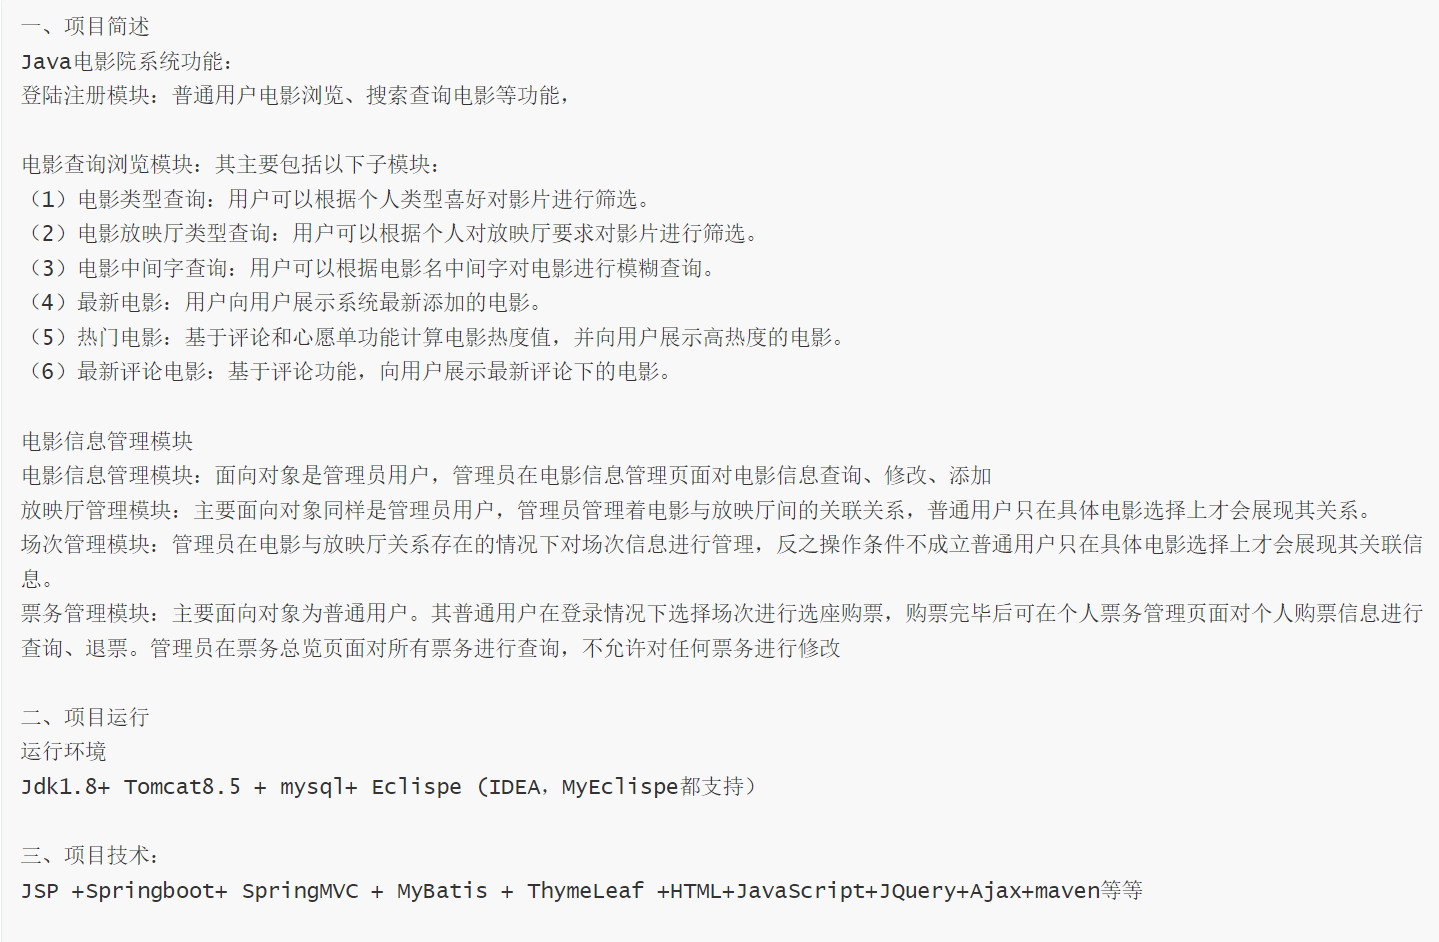 一、项目简述
Java电影院系统功能：
登陆注册模块：普通用户电影浏览、搜索查询电影等功能，
电影查询浏览模块：其主要包括以下子模块：
（1）电影类型查询：用户可以根据个人类型喜好对影片进行筛选。
（2）电影放映厅类型查询：用户可以根据个人对放映厅要求对影片进行筛选。
（3）电影中间字查询：用户可以根据电影名中间字对电影进行模糊查询。
（4）最新电影：用户向用户展示系统最新添加的电影。
（5）热门电影：基于评论和心愿单功能计算电影热度值，并向用户展示高热度的电影。
（6）最新评论电影：基于评论功能，向用户展示最新评论下的电影。
电影信息管理模块
电影信息管理模块：面向对象是管理员用户，管理员在电影信息管理页面对电影信息查询、修改、添加
放映厅管理模块：主要面向对象同样是管理员用户，管理员管理着电影与放映厅间的关联关系，普通用户只在具体电影选择上才会展现其关系。
场次管理模块：管理员在电影与放映厅关系存在的情况下对场次信息进行管理，反之操作条件不成立普通用户只在具体电影选择上才会展现其关联信
息。
票务管理模块：主要面向对象为普通用户。其普通用户在登录情况下选择场次进行选座购票，购票完毕后可在个人票务管理页面对个人购票信息进行
查询、退票。管理员在票务总览页面对所有票务进行查询，不允许对任何票务进行修改
二、项目运行
运行环境
Jdk1.8+ Tomcat8.5 + mysql+ Eclispe (IDEA，MyEclispe都支持）
三、项目技术：
JSP +Springboot+ SpringMVC + MyBatis + ThymeLeaf +HTML+JavaScript+JQuery+Ajax+maven等等